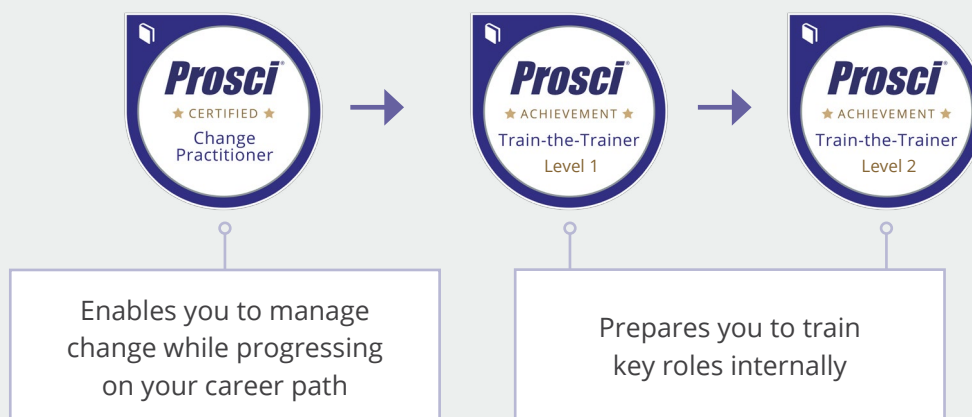 Prosci®
★ CERTIFIED ★
Change
Practitioner
Prosci®
★ ACHIEVEMENT ★
Train-the-Trainer
Level 1
Prosci®
★ ACHIEVEMENT ★
Train-the-Trainer
Level 2
Enables you to manage
change while progressing
on your career path
Prepares you to train
key roles internally